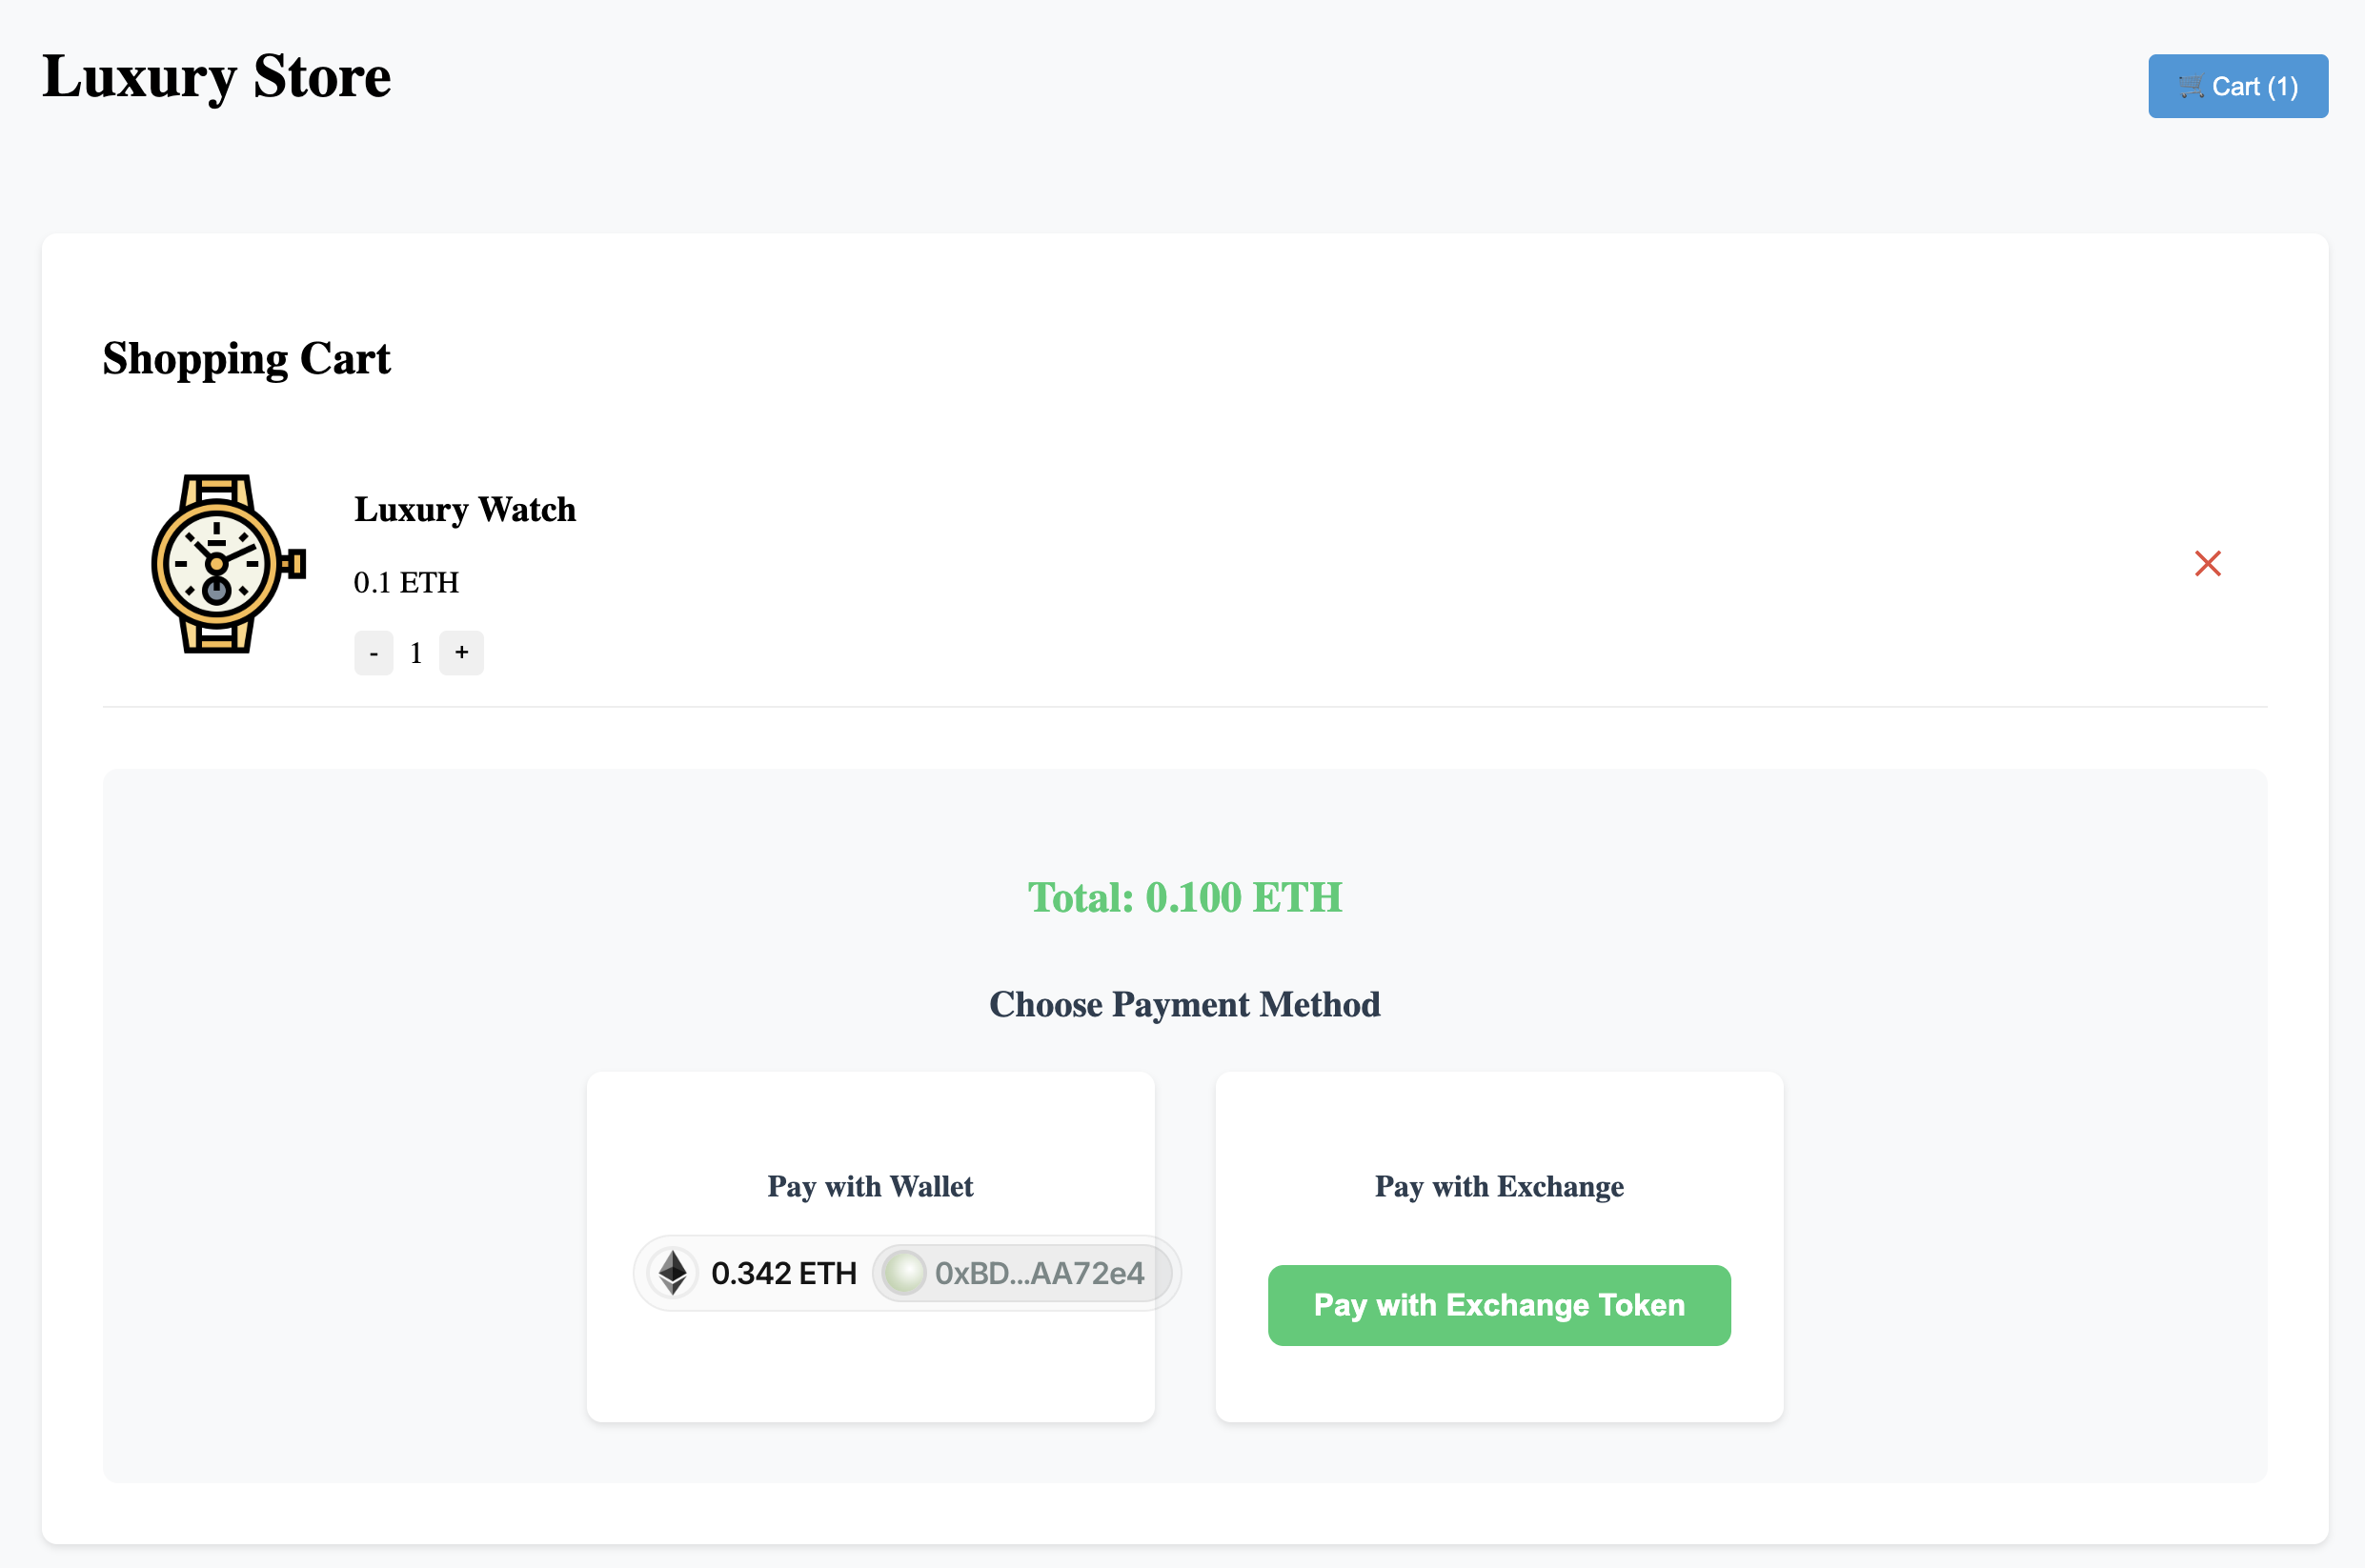 Luxury Store
🛒 Cart (1)
Shopping Cart
Luxury Watch
0.1 ETH
- 1 +
Total: 0.100 ETH
Choose Payment Method
Pay with Wallet
0.342 ETH 0xBD...AA72e4
Pay with Exchange
Pay with Exchange Token